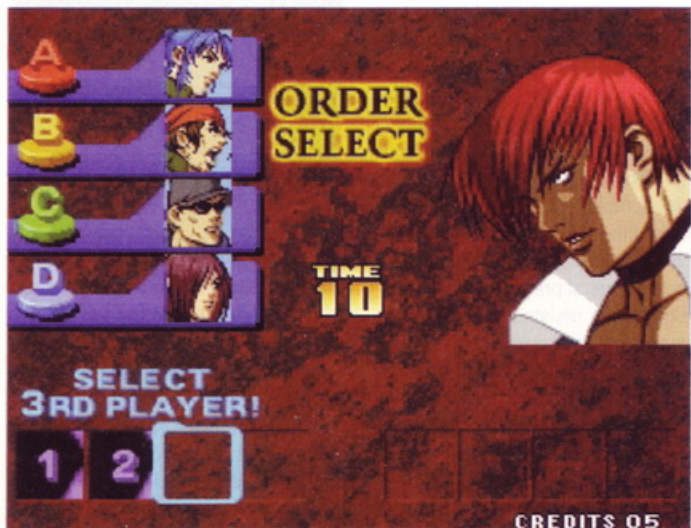 A
B
C
D
ORDER
SELECT
TIME
10
SELECT
3RD PLAYER!
1 2
CREDITS 05